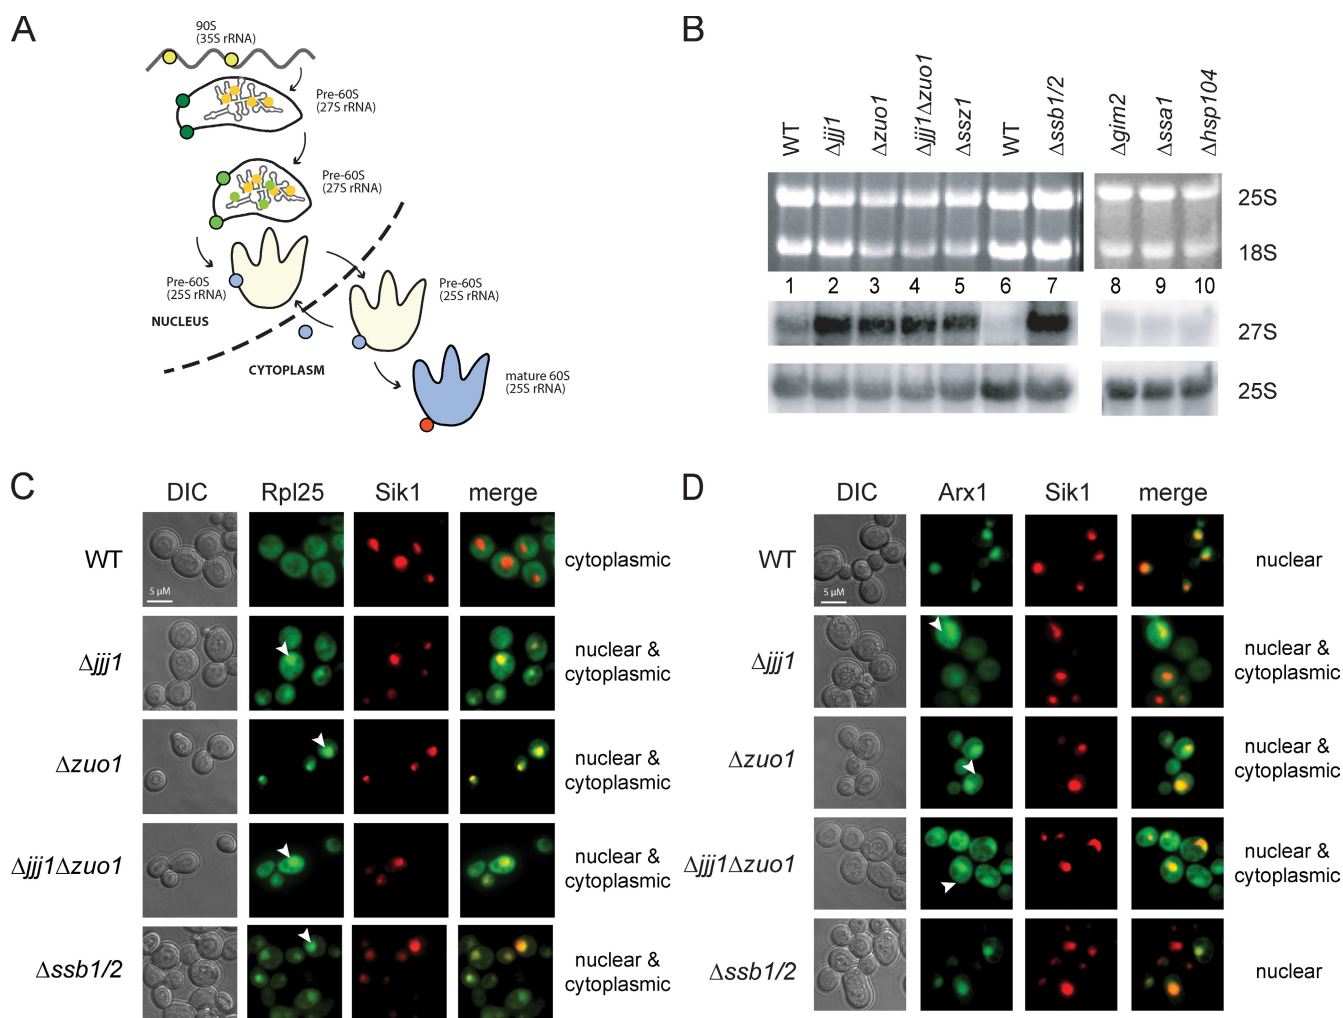 A
90S
(35S rRNA)
Pre-60S
(27S rRNA)
Pre-60S
(27S rRNA)
Pre-60S
(25S rRNA)
Pre-60S
(25S rRNA)
NUCLEUS
CYTOPLASM
mature 60S
(25S rRNA)
B
WT
Δjjj1
Δzuo1
Δjjj1Δzuo1
Δssz1
WT
Δssb1/2
Δgim2
Δssa1
Δhsp104
25S
18S
1 2 3 4 5 6 7 8 9 10
27S
25S
C
DIC Rpl25 Sik1 merge
WT
5 μM
cytoplasmic
Δjjj1
nuclear &
cytoplasmic
Δzuo1
nuclear &
cytoplasmic
Δjjj1Δzuo1
nuclear &
cytoplasmic
Δssb1/2
nuclear &
cytoplasmic
D
DIC Arx1 Sik1 merge
WT
5 μM
nuclear
Δjjj1
nuclear &
cytoplasmic
Δzuo1
nuclear &
cytoplasmic
Δjjj1Δzuo1
nuclear &
cytoplasmic
Δssb1/2
nuclear